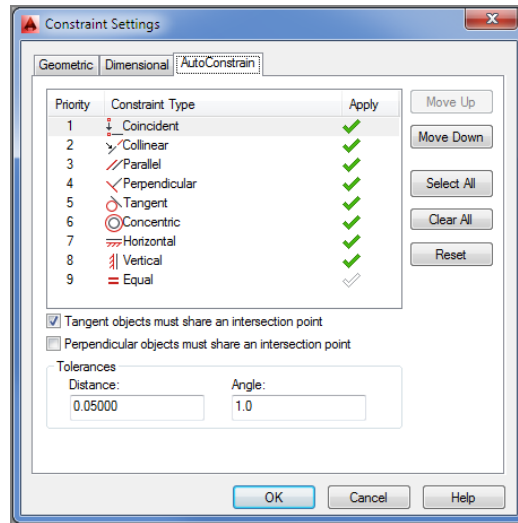 Constraint Settings
Geometric Dimensional AutoConstrain
Priority Constraint Type Apply
1 Coincident
2 Collinear
3 Parallel
4 Perpendicular
5 Tangent
6 Concentric
7 Horizontal
8 Vertical
9 Equal
Move Up
Move Down
Select All
Clear All
Reset
Tangent objects must share an intersection point
Perpendicular objects must share an intersection point
Tolerances
Distance: Angle:
0.05000 1.0
OK Cancel Help